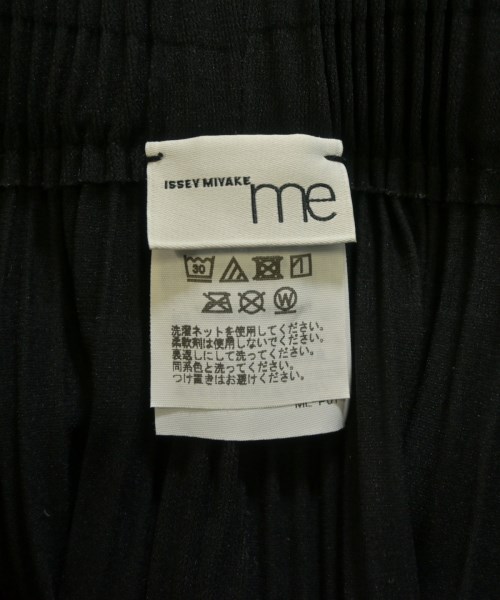 ISSEY MIYAKE me
30
W
洗濯ネットを使用してください。
柔軟剤は使用しないでください。
裏返しにして洗ってください。
同系色と洗ってください。
つけ置きはお避けください。